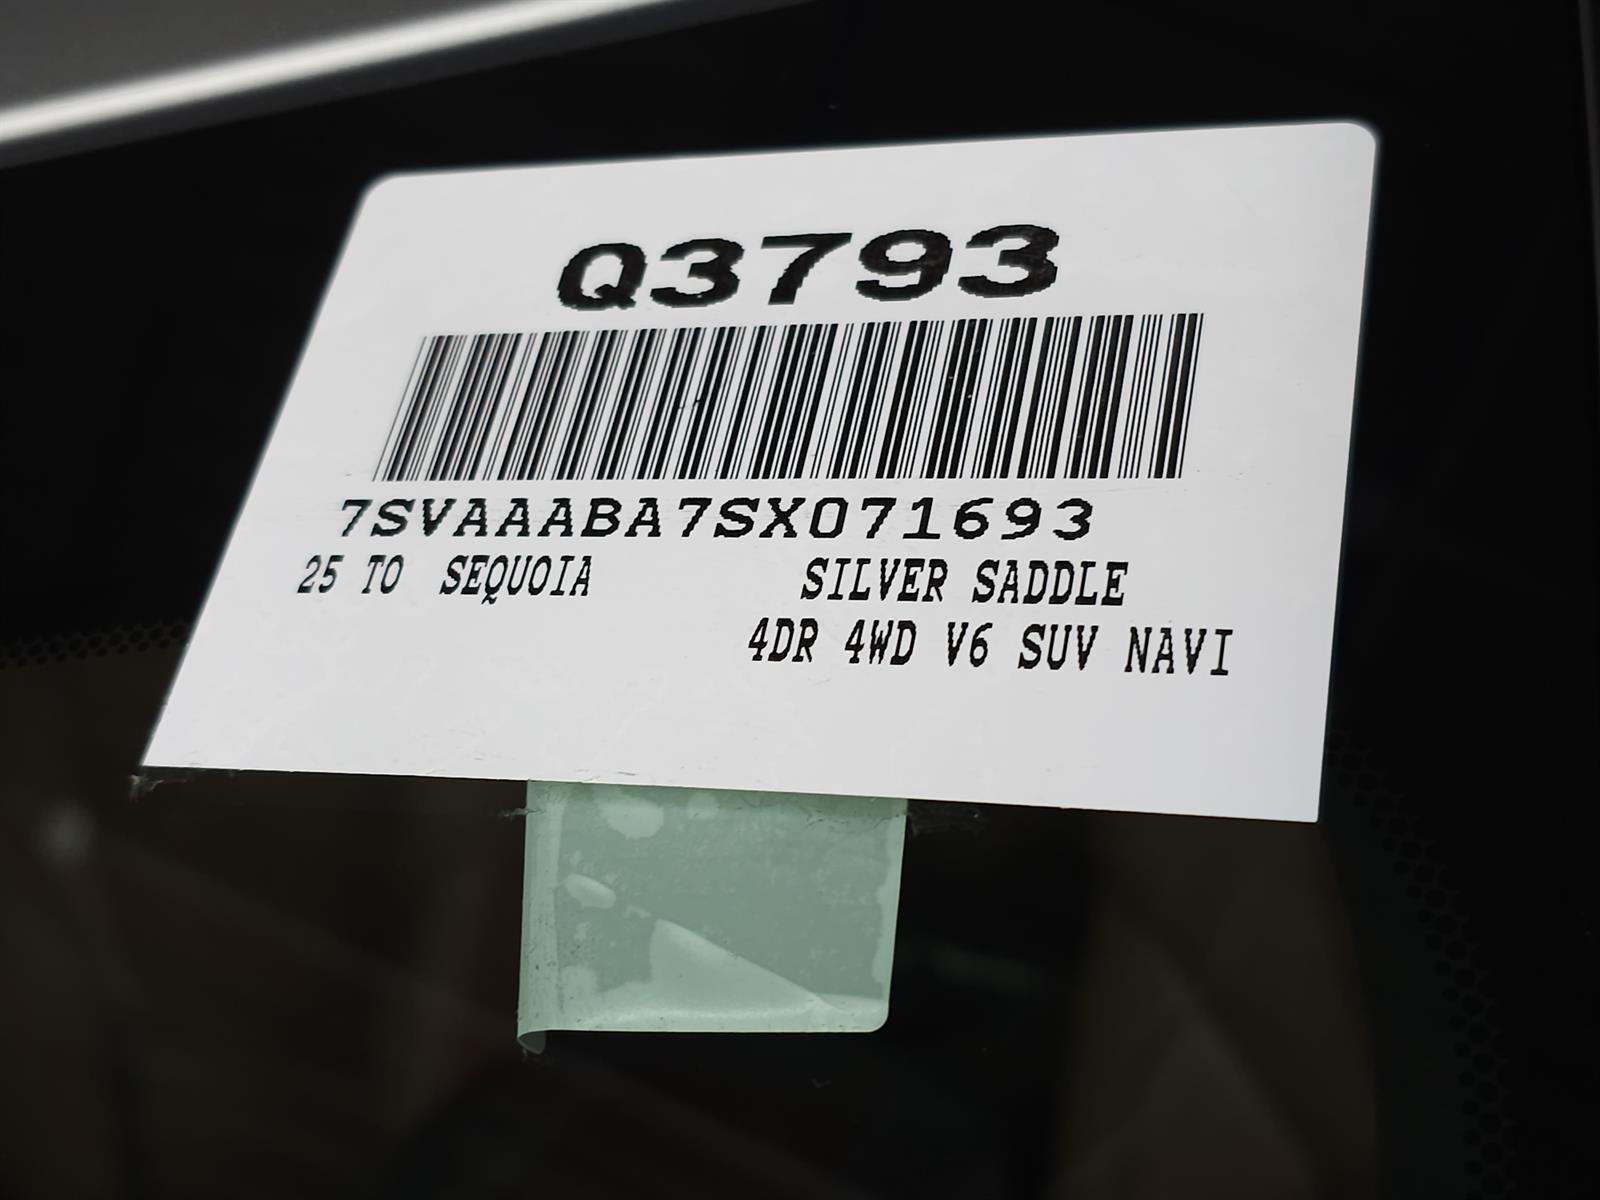 Q3793
7SVAAABA7SX071693
25 TO SEQUOIA SILVER SADDLE
4DR 4WD V6 SUV NAVI